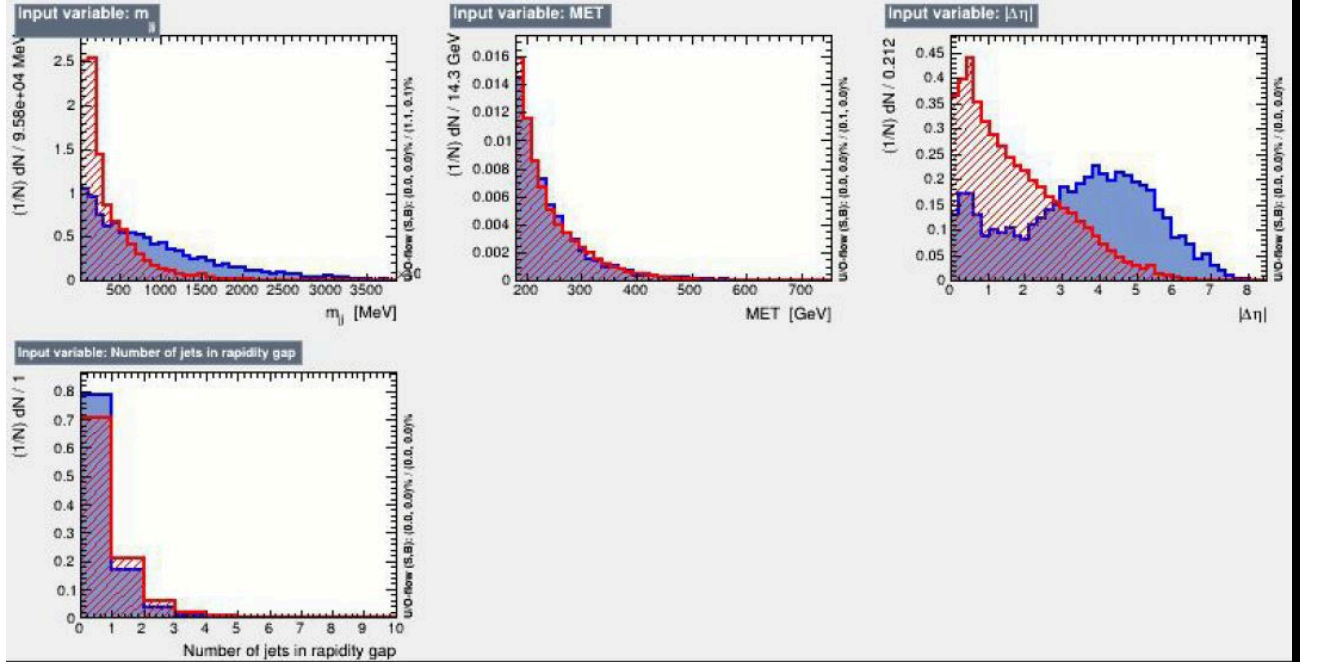 Input variable: m
jj
(1/N) dN / 9.58e+04 MeV
2.5
2
1.5
1
0.5
0
500 1000 1500 2000 2500 3000 3500
m
jj
[MeV]
U/O-flow (S,B): (0.0, 0.0)% / (1.1, 0.1)%
Input variable: MET
(1/N) dN / 14.3 GeV
0.016
0.014
0.012
0.01
0.008
0.006
0.004
0.002
0
200 300 400 500 600 700
MET [GeV]
U/O-flow (S,B): (0.0, 0.0)% / (0.1, 0.0)%
Input variable: |Δη|
(1/N) dN / 0.212
0.45
0.4
0.35
0.3
0.25
0.2
0.15
0.1
0.05
0
0 1 2 3 4 5 6 7 8
|Δη|
U/O-flow (S,B): (0.0, 0.0)% / (0.0, 0.0)%
Input variable: Number of jets in rapidity gap
(1/N) dN / 1
0.8
0.7
0.6
0.5
0.4
0.3
0.2
0.1
0
0 1 2 3 4 5 6 7 8 9 10
Number of jets in rapidity gap
U/O-flow (S,B): (0.0, 0.0)% / (0.0, 0.0)%